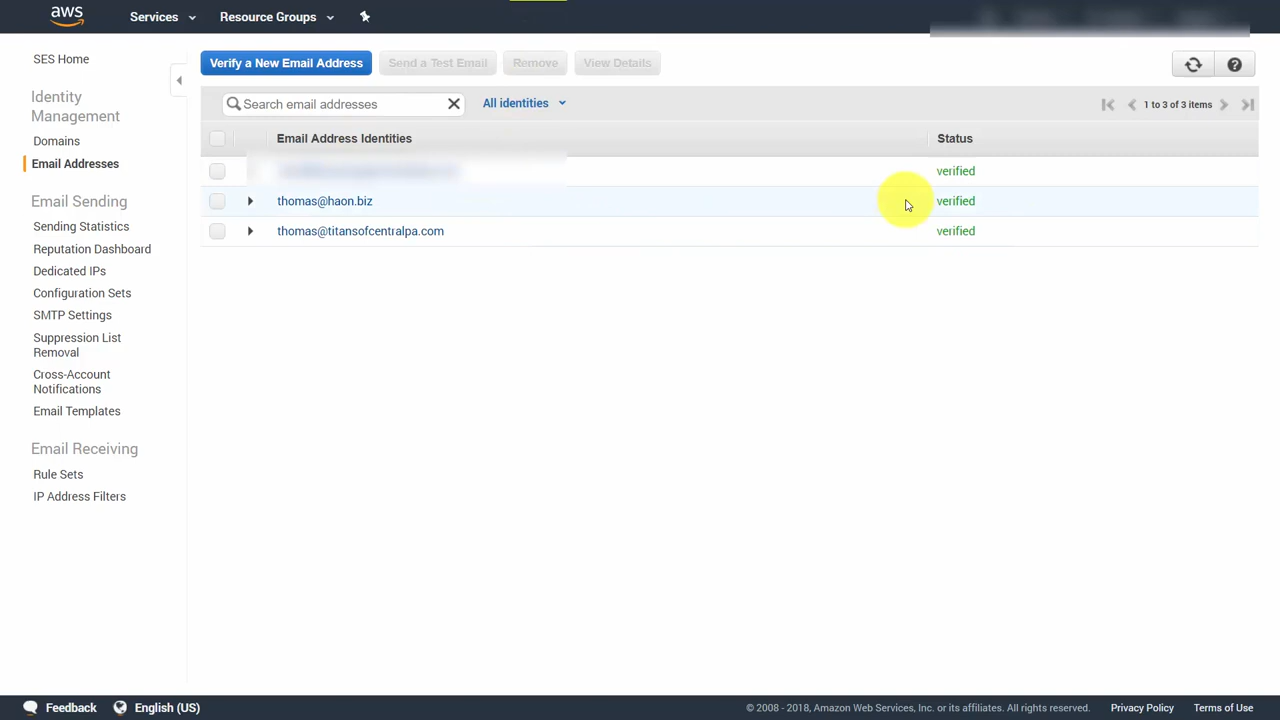 aws
Services
Resource Groups
SES Home
Identity
Management
Domains
Email Addresses
Email Sending
Sending Statistics
Reputation Dashboard
Dedicated IPs
Configuration Sets
SMTP Settings
Suppression List
Removal
Cross-Account
Notifications
Email Templates
Email Receiving
Rule Sets
IP Address Filters
Verify a New Email Address
Send a Test Email
Remove
View Details
Search email addresses
All identities
1 to 3 of 3 items
Email Address Identities
Status
verified
thomas@haon.biz
verified
thomas@titansofcentralpa.com
verified
Feedback
English (US)
© 2008 - 2018, Amazon Web Services, Inc. or its affiliates. All rights reserved.
Privacy Policy
Terms of Use